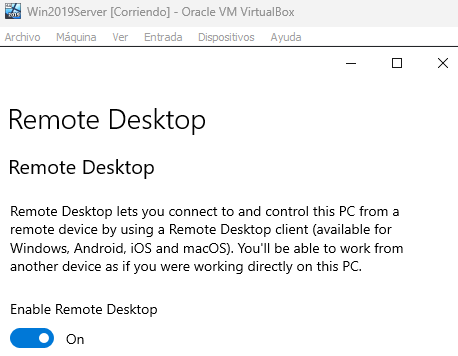 Win2019Server [Corriendo] - Oracle VM VirtualBox
Archivo Máquina Ver Entrada Dispositivos Ayuda
Remote Desktop
Remote Desktop
Remote Desktop lets you connect to and control this PC from a
remote device by using a Remote Desktop client (available for
Windows, Android, iOS and macOS). You'll be able to work from
another device as if you were working directly on this PC.
Enable Remote Desktop
On